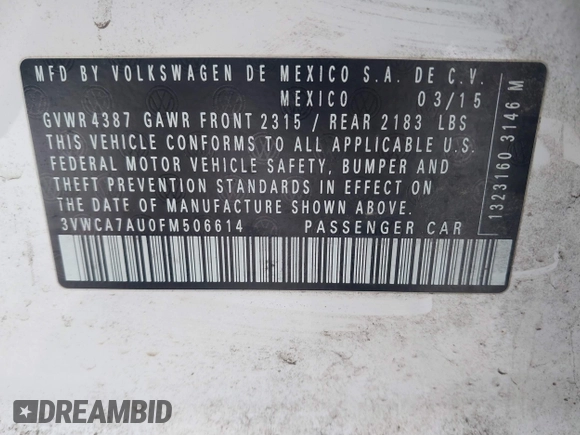 MFD BY VOLKSWAGEN DE MEXICO S.A. DE C.V.
MEXICO 03/15
GVWR 4387 GAWR FRONT 2315 / REAR 2183 LBS
THIS VEHICLE CONFORMS TO ALL APPLICABLE U.S.
FEDERAL MOTOR VEHICLE SAFETY, BUMPER AND
THEFT PREVENTION STANDARDS IN EFFECT ON
THE DATE OF MANUFACTURE SHOWN ABOVE.
3VWCA7AU0FM506614 PASSENGER CAR
1323160 3146 M
DREAMBID